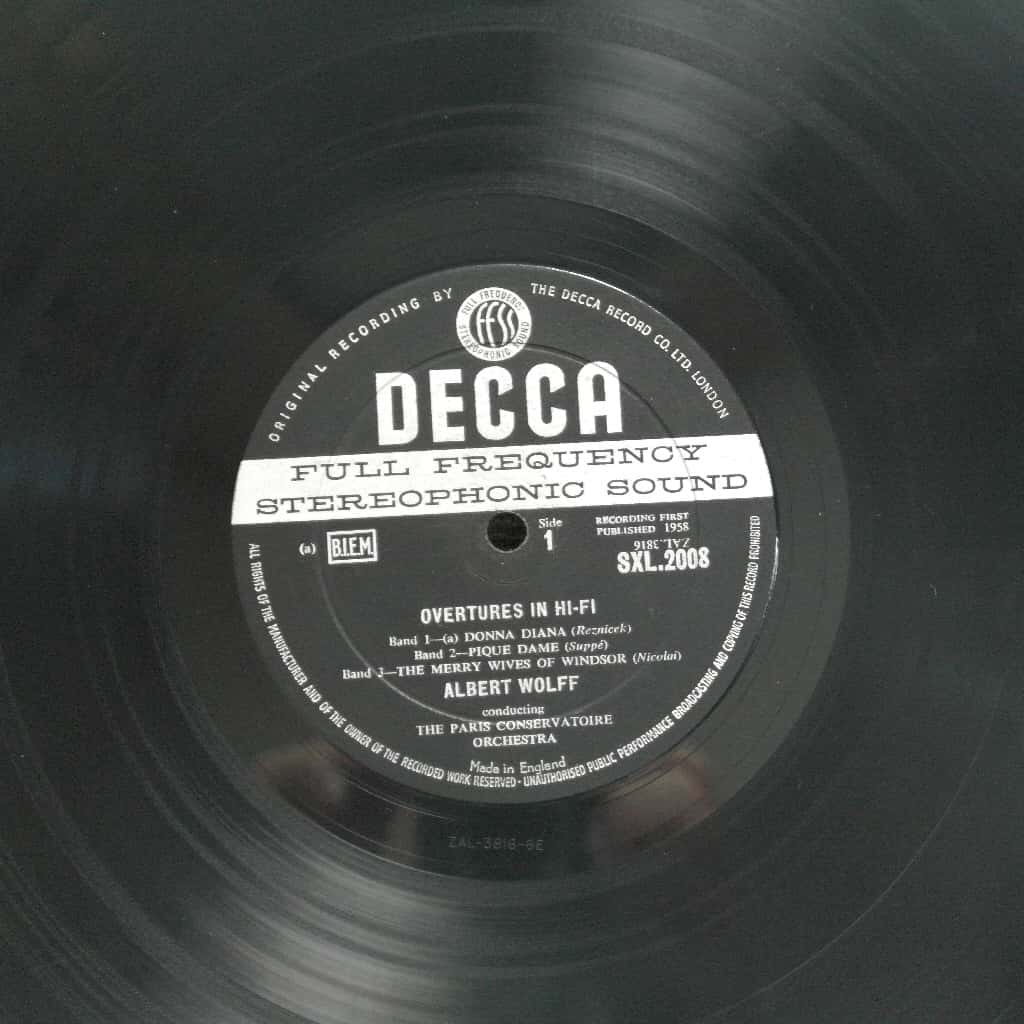 ORIGINAL RECORDING BY
THE DECCA RECORD CO. LTD. LONDON
FULL FREQUENCY
STEREOPHONIC SOUND
FFSS
DECCA
FULL FREQUENCY
STEREOPHONIC SOUND
(a) B.I.E.M.
Side
1
RECORDING FIRST
PUBLISHED 1958
ZAL.3816
SXL.2008
OVERTURES IN HI-FI
Band 1—(a) DONNA DIANA (Reznicek)
Band 2—PIQUE DAME (Suppé)
Band 3—THE MERRY WIVES OF WINDSOR (Nicolai)
ALBERT WOLFF
conducting
THE PARIS CONSERVATOIRE
ORCHESTRA
Made in England
ALL RIGHTS OF THE MANUFACTURER AND OF THE OWNER OF THE RECORDED WORK RESERVED · UNAUTHORISED PUBLIC PERFORMANCE BROADCASTING AND COPYING OF THIS RECORD PROHIBITED
ZAL-3816-6E